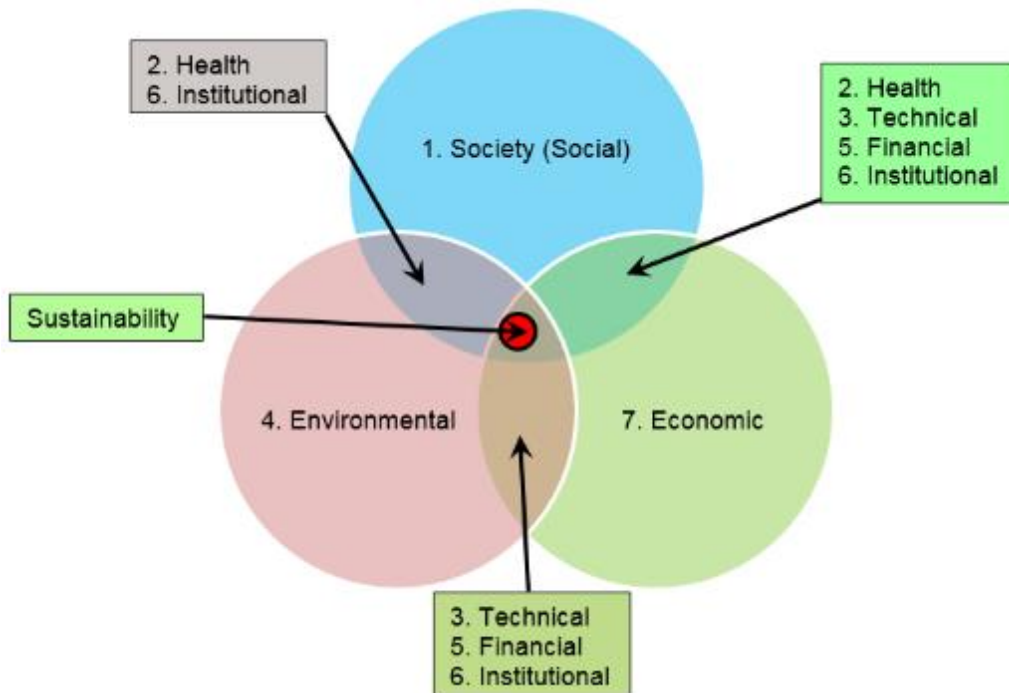 2. Health
6. Institutional
2. Health
3. Technical
5. Financial
6. Institutional
1. Society (Social)
Sustainability
4. Environmental
7. Economic
3. Technical
5. Financial
6. Institutional